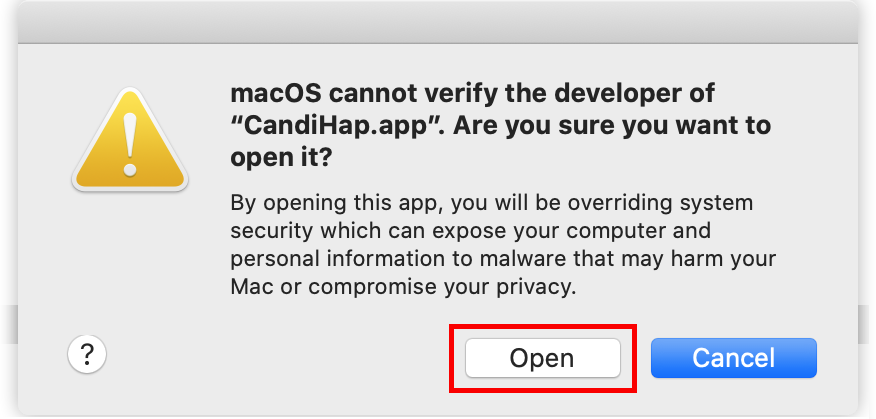 macOS cannot verify the developer of
“CandiHap.app”. Are you sure you want to
open it?
By opening this app, you will be overriding system
security which can expose your computer and
personal information to malware that may harm your
Mac or compromise your privacy.
?
Open
Cancel